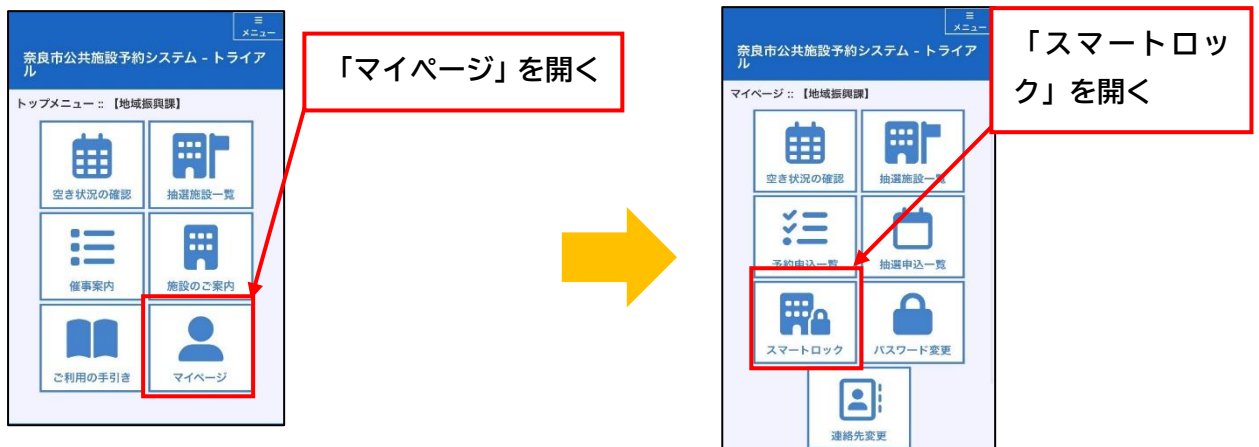 ≡
メニュー
奈良市公共施設予約システム - トライア
ル
トップメニュー :: 【地域振興課】
空き状況の確認
抽選施設一覧
催事案内
施設のご案内
ご利用の手引き
マイページ
「マイページ」を開く
≡
メニュー
奈良市公共施設予約システム - トライア
ル
マイページ :: 【地域振興課】
空き状況の確認
抽選施設一覧
予約申込一覧
抽選申込一覧
スマートロック
パスワード変更
連絡先変更
「スマートロッ
ク」を開く